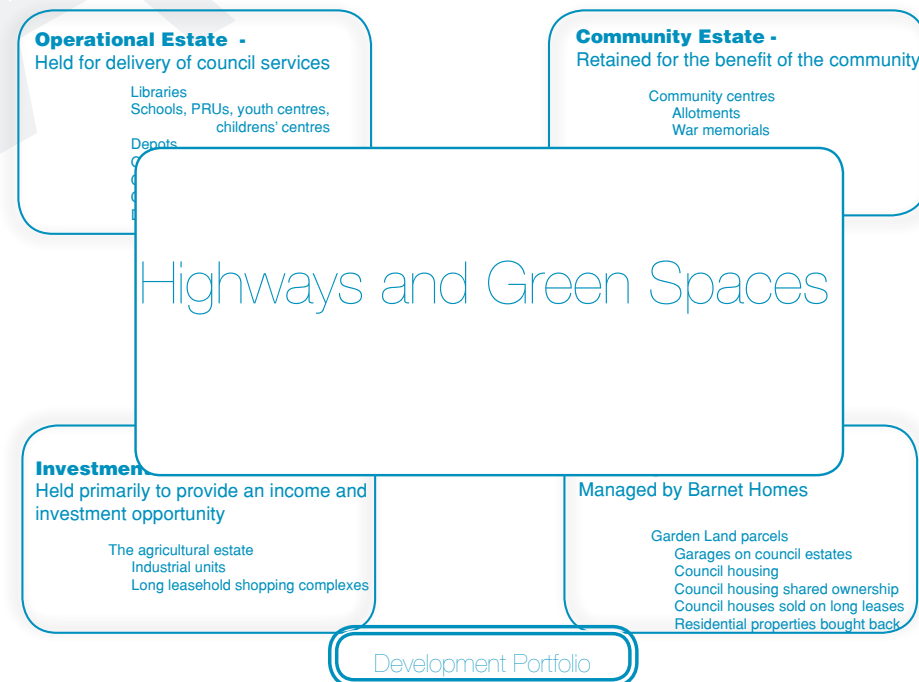 Operational Estate -
Held for delivery of council services
Libraries
Schools, PRUs, youth centres,
childrens' centres
Depots
Community Estate -
Retained for the benefit of the community
Community centres
Allotments
War memorials
Highways and Green Spaces
Investment
Held primarily to provide an income and
investment opportunity
The agricultural estate
Industrial units
Long leasehold shopping complexes
Managed by Barnet Homes
Garden Land parcels
Garages on council estates
Council housing
Council housing shared ownership
Council houses sold on long leases
Residential properties bought back
Development Portfolio